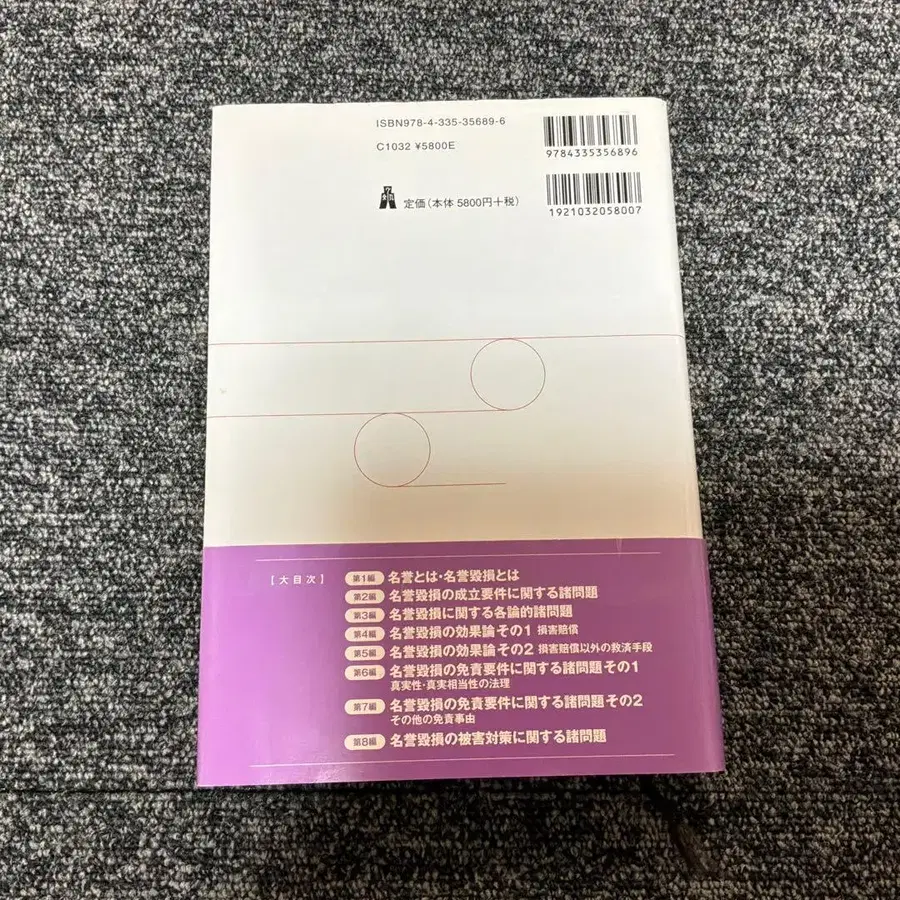 ISBN978-4-335-35689-6
C1032 ¥5800E
9784335356896
定価(本体 5800円+税)
1921032058007
【大目次】
第1編 名誉とは・名誉毀損とは
第2編 名誉毀損の成立要件に関する諸問題
第3編 名誉毀損に関する各論的諸問題
第4編 名誉毀損の効果論その1 損害賠償
第5編 名誉毀損の効果論その2 損害賠償以外の救済手段
第6編 名誉毀損の免責要件に関する諸問題その1
真実性・真実相当性の法理
第7編 名誉毀損の免責要件に関する諸問題その2
その他の免責事由
第8編 名誉毀損の被害対策に関する諸問題